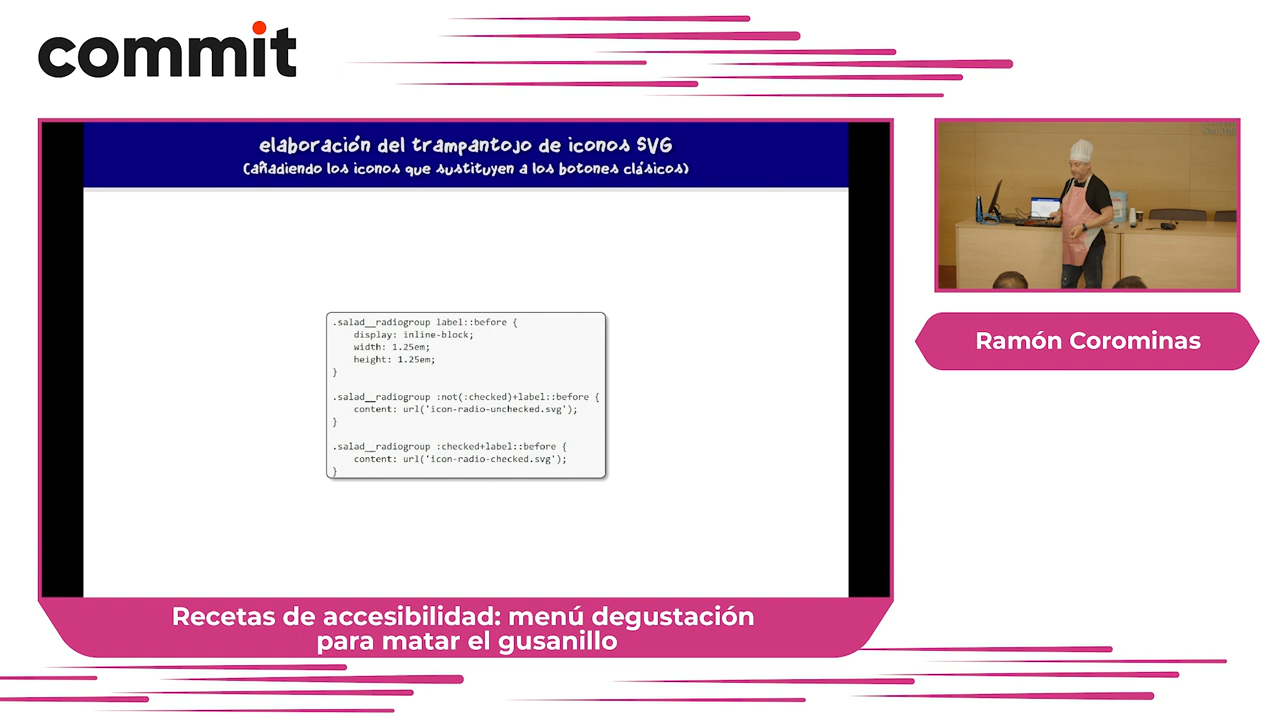 commit
elaboración del trampantojo de iconos SVG
(añadiendo los iconos que sustituyen a los botones clásicos)
.salad__radiogroup label::before {
    display: inline-block;
    width: 1.25em;
    height: 1.25em;
}
.salad__radiogroup :not(:checked)+label::before {
    content: url('icon-radio-unchecked.svg');
}
.salad__radiogroup :checked+label::before {
    content: url('icon-radio-checked.svg');
}
Ramón Corominas
Recetas de accesibilidad: menú degustación
para matar el gusanillo